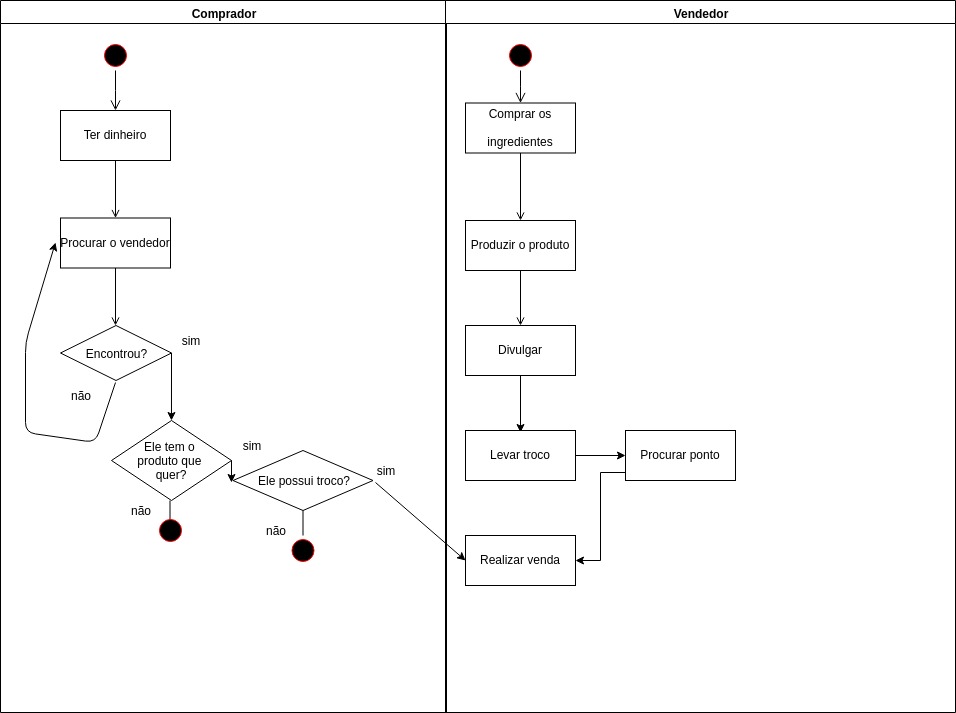 Comprador
Vendedor
Ter dinheiro
Procurar o vendedor
Encontrou?
sim
não
Ele tem o
produto que
quer?
sim
não
Ele possui troco?
sim
não
Comprar os
ingredientes
Produzir o produto
Divulgar
Levar troco
Procurar ponto
Realizar venda